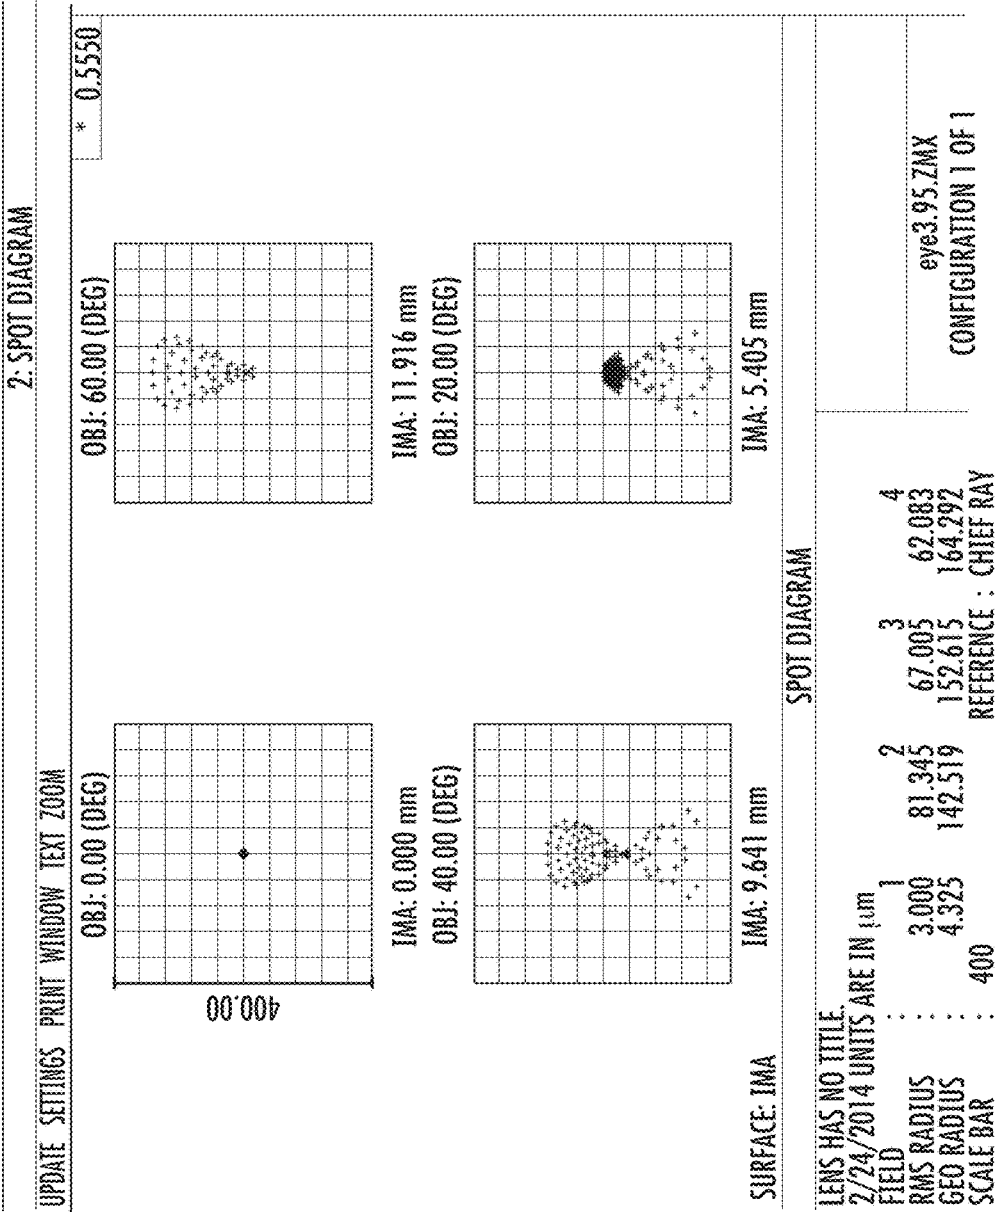 2: SPOT DIAGRAM
UPDATE SETTINGS PRINT WINDOW TEXT ZOOM
* 0.5550
OBJ: 0.00 (DEG)
OBJ: 60.00 (DEG)
400.00
IMA: 0.000 mm
IMA: 11.916 mm
OBJ: 40.00 (DEG)
OBJ: 20.00 (DEG)
IMA: 9.641 mm
IMA: 5.405 mm
SURFACE: IMA
SPOT DIAGRAM
LENS HAS NO TITLE.
2/24/2014 UNITS ARE IN µm
FIELD : 1 2 3 4
RMS RADIUS : 3.000 81.345 67.005 62.083
GEO RADIUS : 4.325 142.519 152.615 164.292
SCALE BAR : 400 REFERENCE : CHIEF RAY
eye3.95.ZMX
CONFIGURATION 1 OF 1